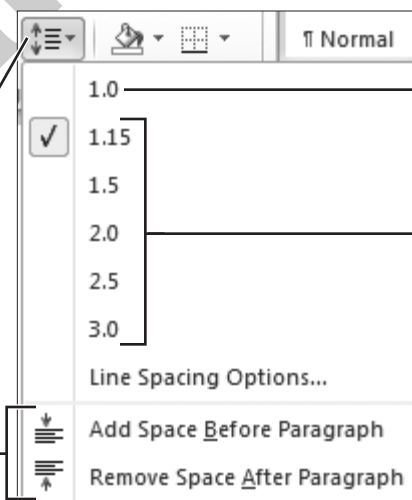 ¶ Normal
1.0
1.15
1.5
2.0
2.5
3.0
Line Spacing Options...
Add Space Before Paragraph
Remove Space After Paragraph